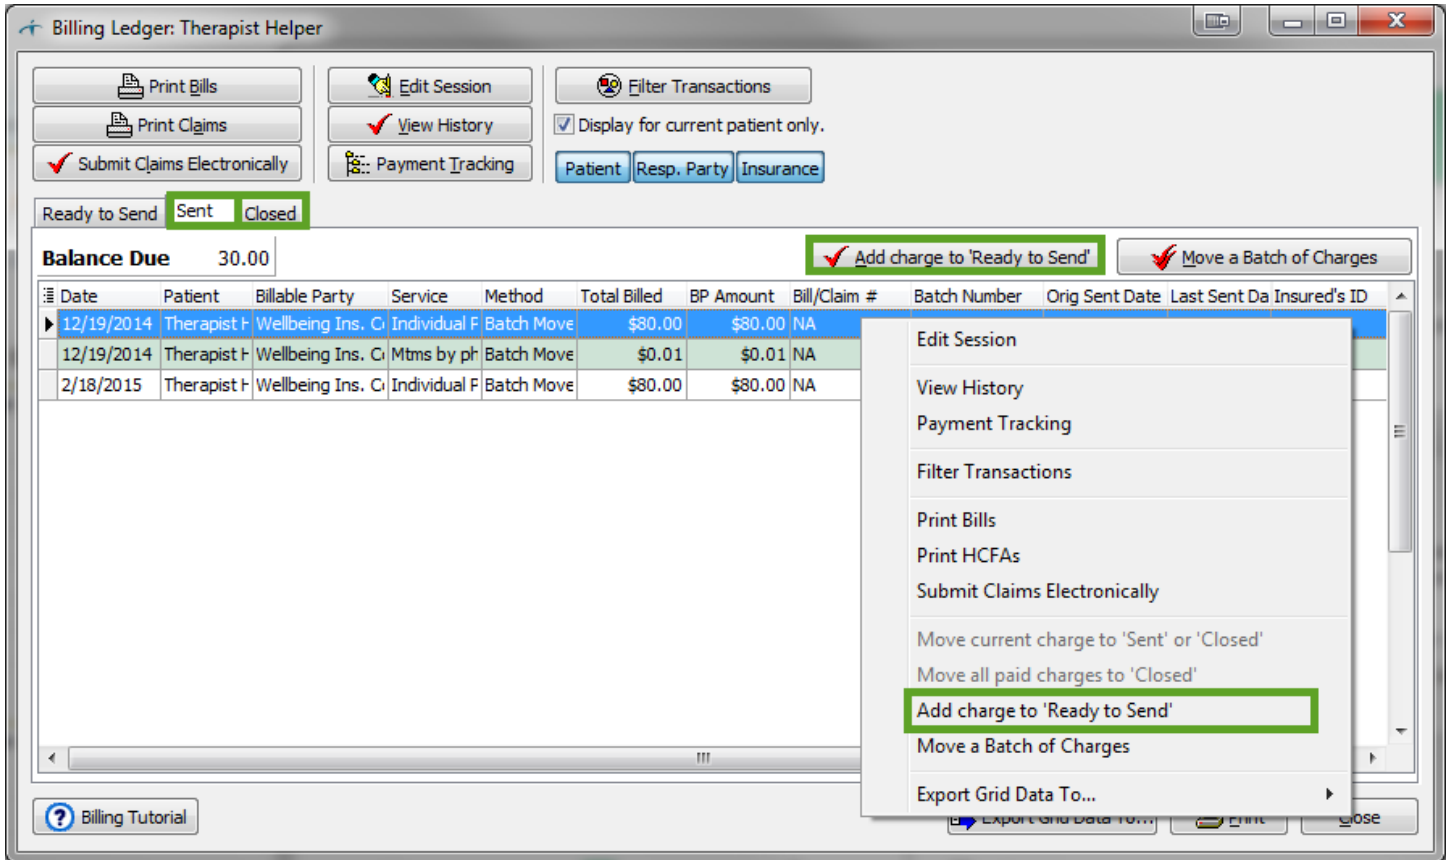 Billing Ledger: Therapist Helper
Print Bills
Edit Session
Filter Transactions
Print Claims
View History
Display for current patient only.
Submit Claims Electronically
Payment Tracking
Patient Resp. Party Insurance
Ready to Send Sent Closed
Balance Due 30.00
Add charge to 'Ready to Send'
Move a Batch of Charges
Date Patient Billable Party Service Method Total Billed BP Amount Bill/Claim # Batch Number Orig Sent Date Last Sent Da Insured's ID
12/19/2014 Therapist H Wellbeing Ins. C Individual P Batch Move $80.00 $80.00 NA
12/19/2014 Therapist H Wellbeing Ins. C Mtms by ph Batch Move $0.01 $0.01 NA
2/18/2015 Therapist H Wellbeing Ins. C Individual P Batch Move $80.00 $80.00 NA
Edit Session
View History
Payment Tracking
Filter Transactions
Print Bills
Print HCFAs
Submit Claims Electronically
Move current charge to 'Sent' or 'Closed'
Move all paid charges to 'Closed'
Add charge to 'Ready to Send'
Move a Batch of Charges
Export Grid Data To...
Billing Tutorial
Export Grid Data To...
Print
Close